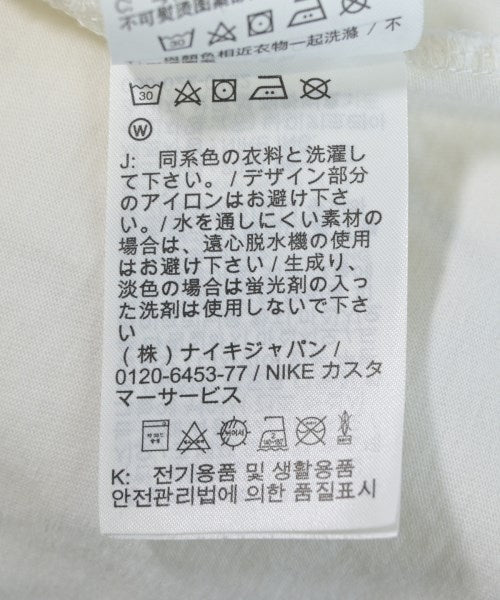 不可熨燙圖案部
30
顏色相近衣物一起洗滌 / 不
30
W
J: 同系色の衣料と洗濯し
て下さい。/ デザイン部分
のアイロンはお避け下さ
い。/ 水を通しにくい素材の
場合は、遠心脱水機の使用
はお避け下さい / 生成り、
淡色の場合は蛍光剤の入っ
た洗剤は使用しないで下さ
い
(株) ナイキジャパン /
0120-6453-77 / NIKE カスタ
マーサービス
K: 전기용품 및 생활용품
안전관리법에 의한 품질표시